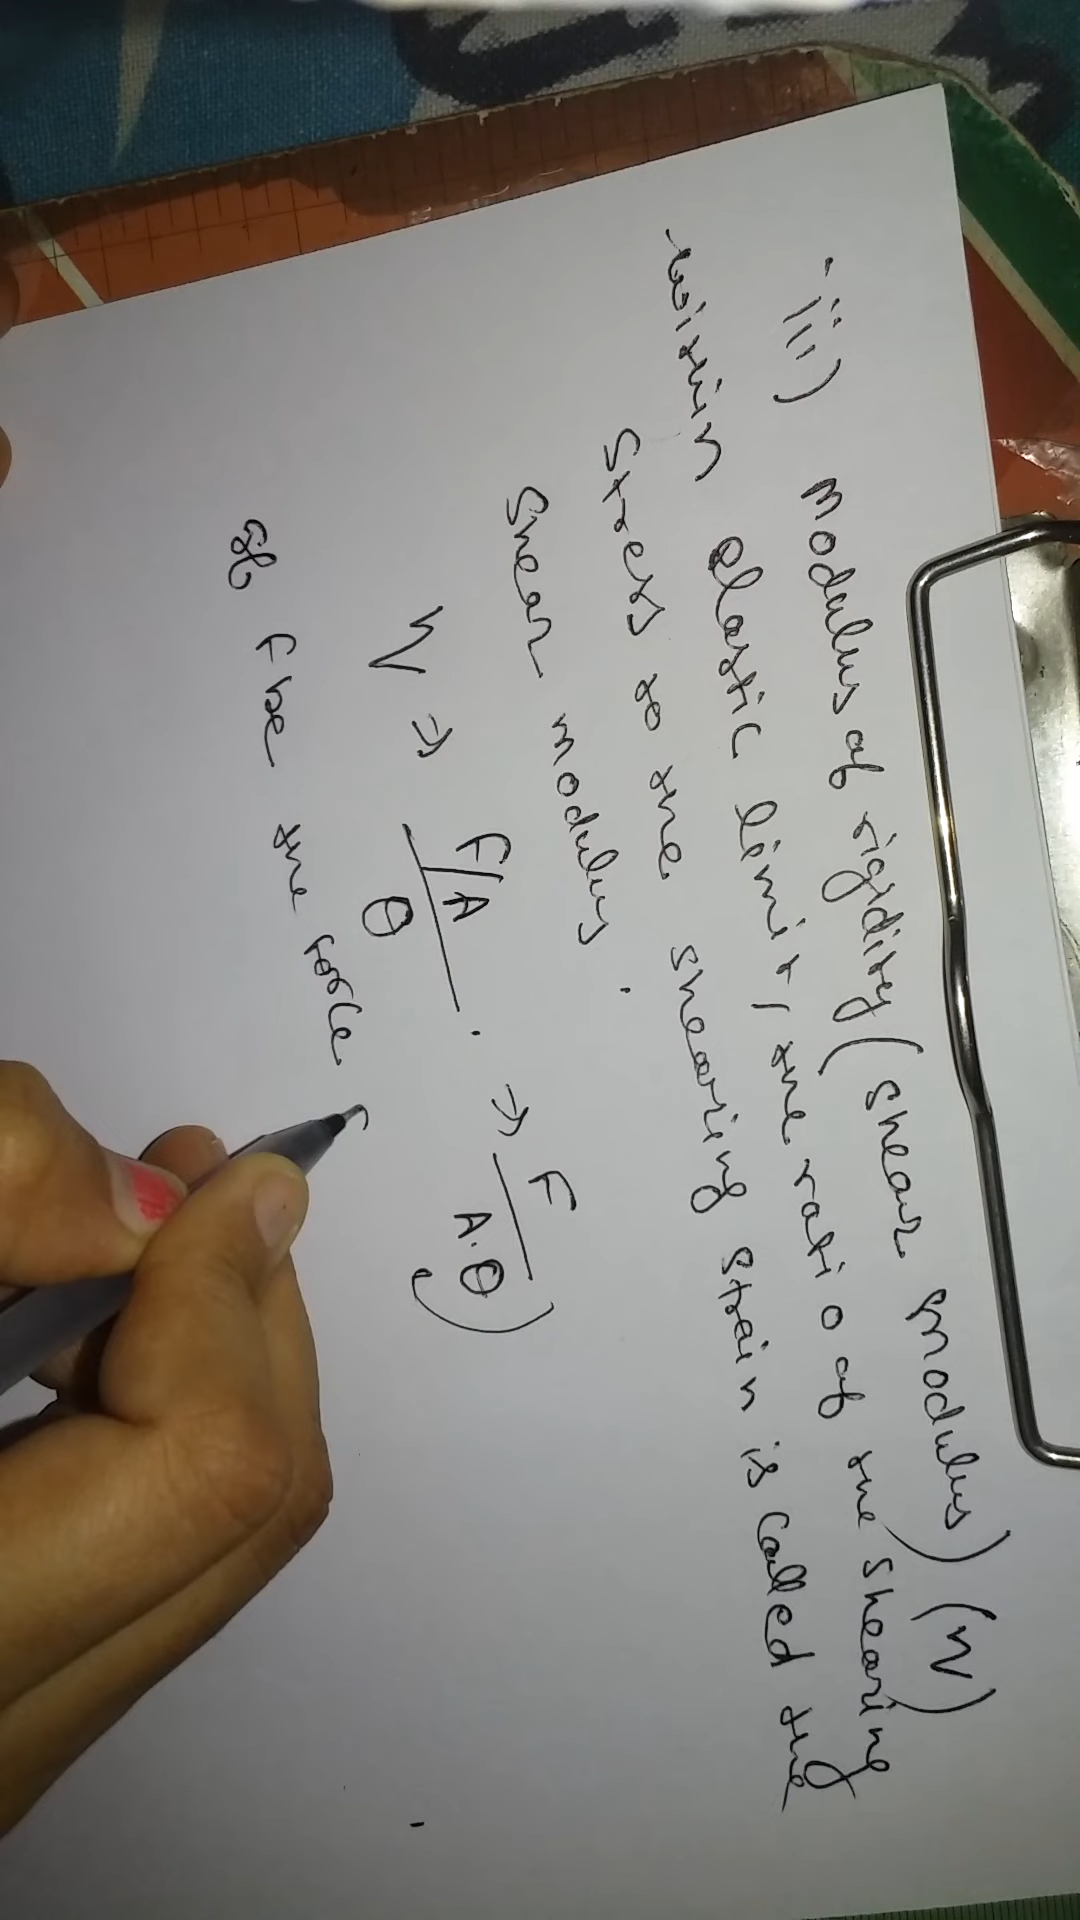 iii) Modulus of rigidity (shear modulus) (η)
within elastic limit, the ratio of the shearing
stress to the shearing strain is called the
shear modulus.
η → F/A / θ . → F / A.θ )
If F be the force